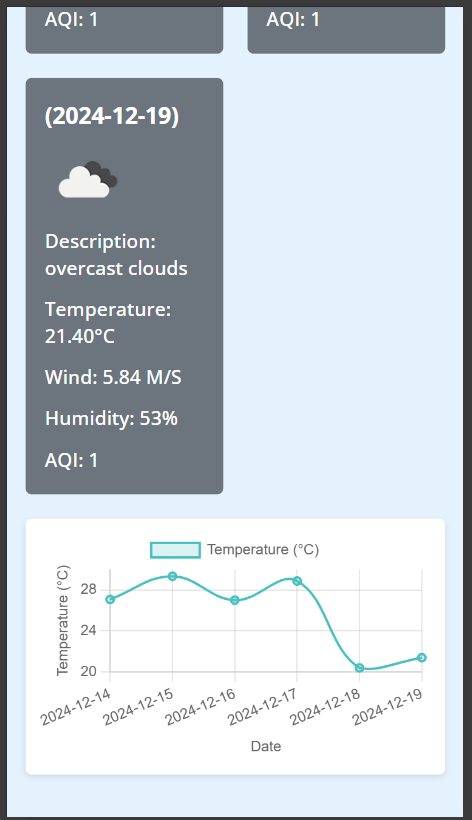 AQI: 1
AQI: 1
(2024-12-19)
Description:
overcast clouds
Temperature:
21.40°C
Wind: 5.84 M/S
Humidity: 53%
AQI: 1
Temperature (°C)
Temperature (°C)
28
24
20
2024-12-14
2024-12-15
2024-12-16
2024-12-17
2024-12-18
2024-12-19
Date